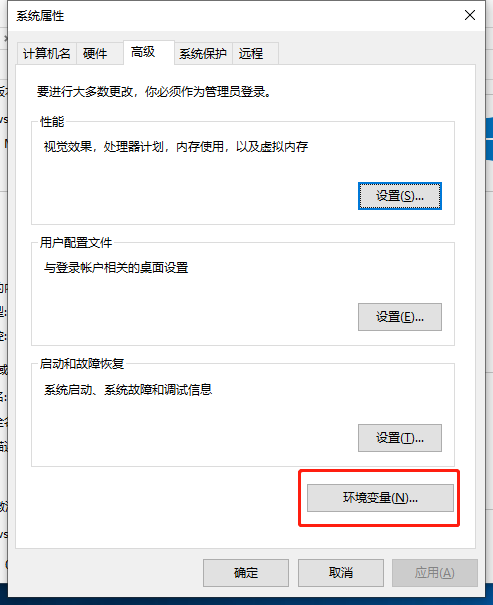 系统属性
计算机名 硬件 高级 系统保护 远程
要进行大多数更改，你必须作为管理员登录。
性能
视觉效果，处理器计划，内存使用，以及虚拟内存
设置(S)...
用户配置文件
与登录帐户相关的桌面设置
设置(E)...
启动和故障恢复
系统启动、系统故障和调试信息
设置(T)...
环境变量(N)...
确定 取消 应用(A)